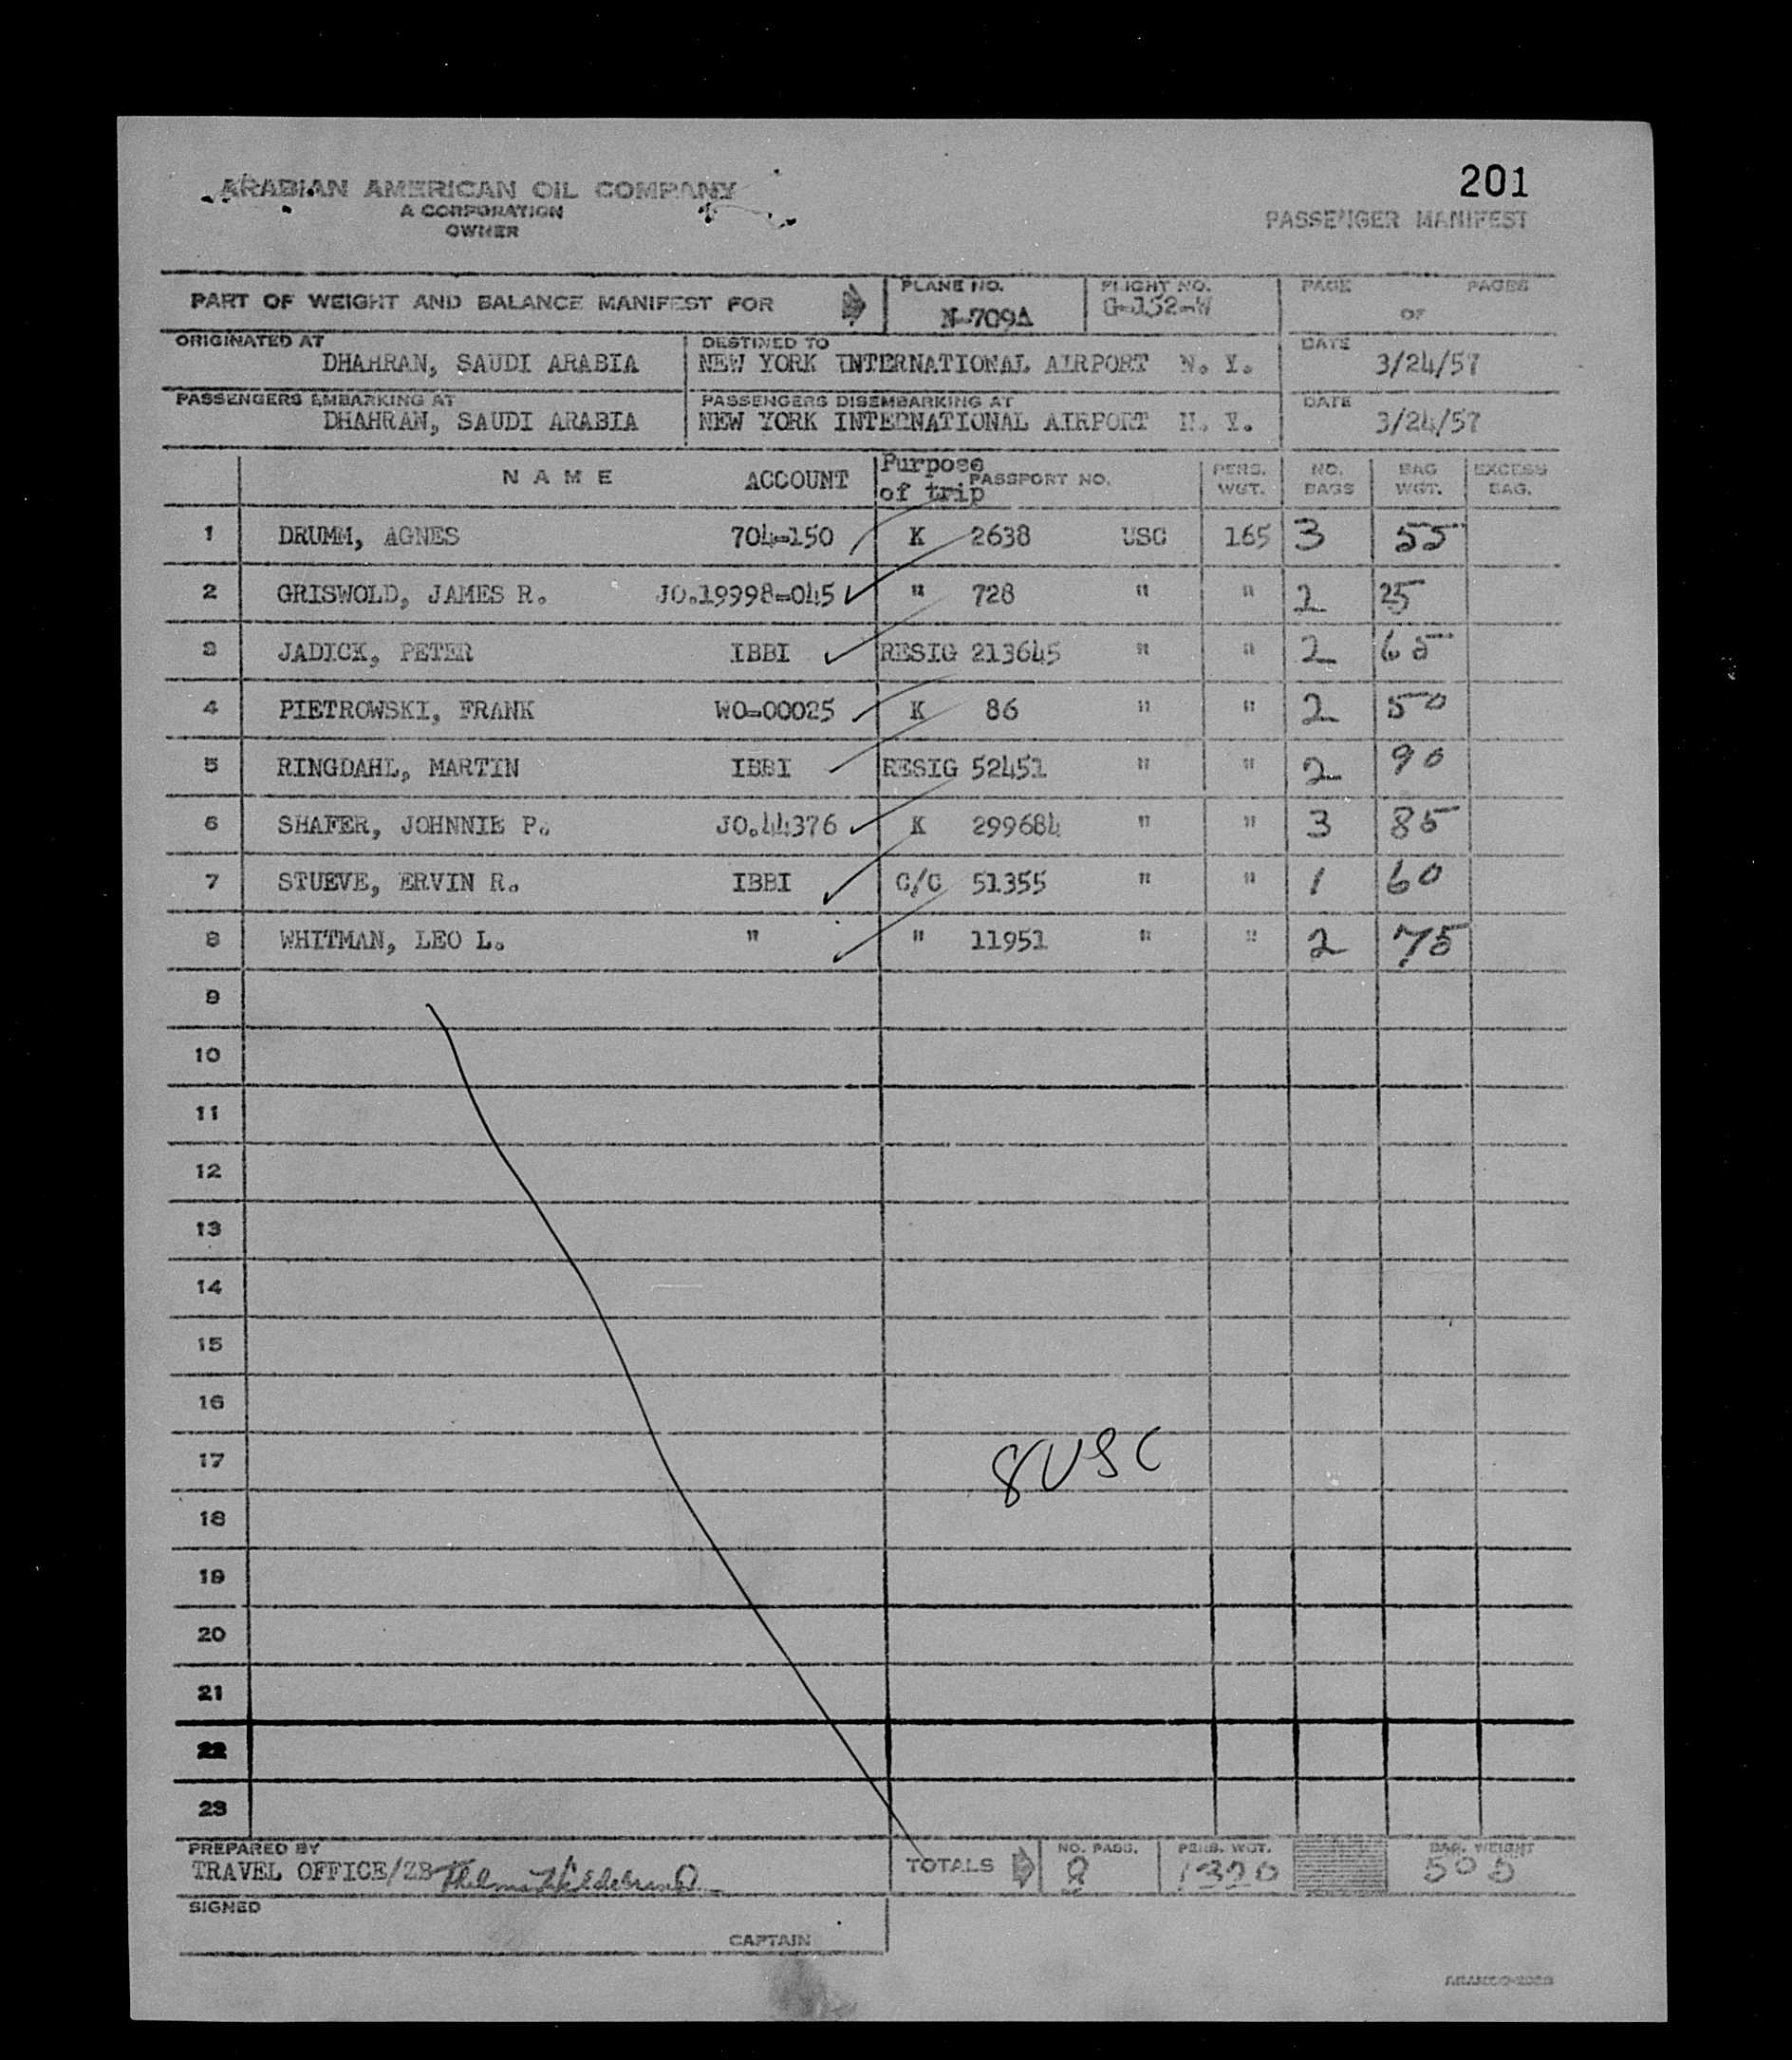 201
ARABIAN AMERICAN OIL COMPANY
A CORPORATION
OWNER
PASSENGER MANIFEST
PART OF WEIGHT AND BALANCE MANIFEST FOR PLANE NO. N-709A FLIGHT NO. G-152-W PAGE OF PAGES
ORIGINATED AT DESTINED TO DATE
DHAHRAN, SAUDI ARABIA NEW YORK INTERNATIONAL AIRPORT N. Y. 3/24/57
PASSENGERS EMBARKING AT PASSENGERS DISEMBARKING AT DATE
DHAHRAN, SAUDI ARABIA NEW YORK INTERNATIONAL AIRPORT N. Y. 3/24/57
NAME ACCOUNT Purpose of trip PASSPORT NO. PERS. WGT. NO. BAGS BAG WGT. EXCESS BAG.
1 DRUMM, AGNES 704-150 K 2638 USC 165 3 55
2 GRISWOLD, JAMES R. JO.19998-045 " 728 " " 2 25
3 JADICK, PETER IBBI RESIG 213645 " " 2 65
4 PIETROWSKI, FRANK WO-00025 K 86 " " 2 50
5 RINGDAHL, MARTIN IBBI RESIG 52451 " " 2 90
6 SHAFER, JOHNNIE P. JO.44376 K 299684 " " 3 85
7 STUEVE, ERVIN R. IBBI C/C 51355 " " 1 60
8 WHITMAN, LEO L. " " 11951 " " 2 75
9
10
11
12
13
14
15
16
17 8 USC
18
19
20
21
22
23
PREPARED BY
TRAVEL OFFICE/ZB Thelma Hildebrand TOTALS NO. PASS. 8 PERS. WGT. 1320 BAG. WEIGHT 505
SIGNED
CAPTAIN